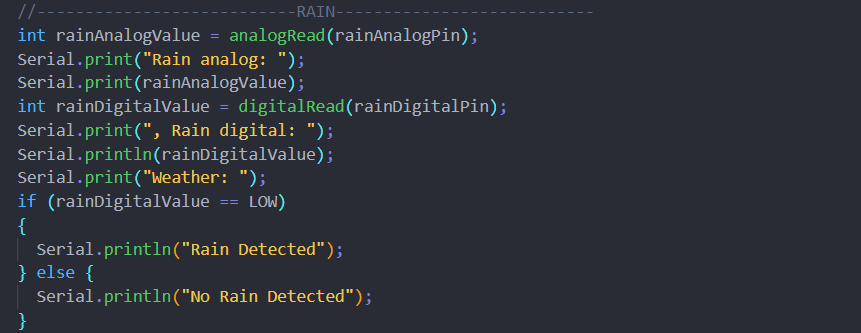 //---------------------------RAIN---------------------------
int rainAnalogValue = analogRead(rainAnalogPin);
Serial.print("Rain analog: ");
Serial.print(rainAnalogValue);
int rainDigitalValue = digitalRead(rainDigitalPin);
Serial.print(", Rain digital: ");
Serial.println(rainDigitalValue);
Serial.print("Weather: ");
if (rainDigitalValue == LOW)
{
  Serial.println("Rain Detected");
} else {
  Serial.println("No Rain Detected");
}